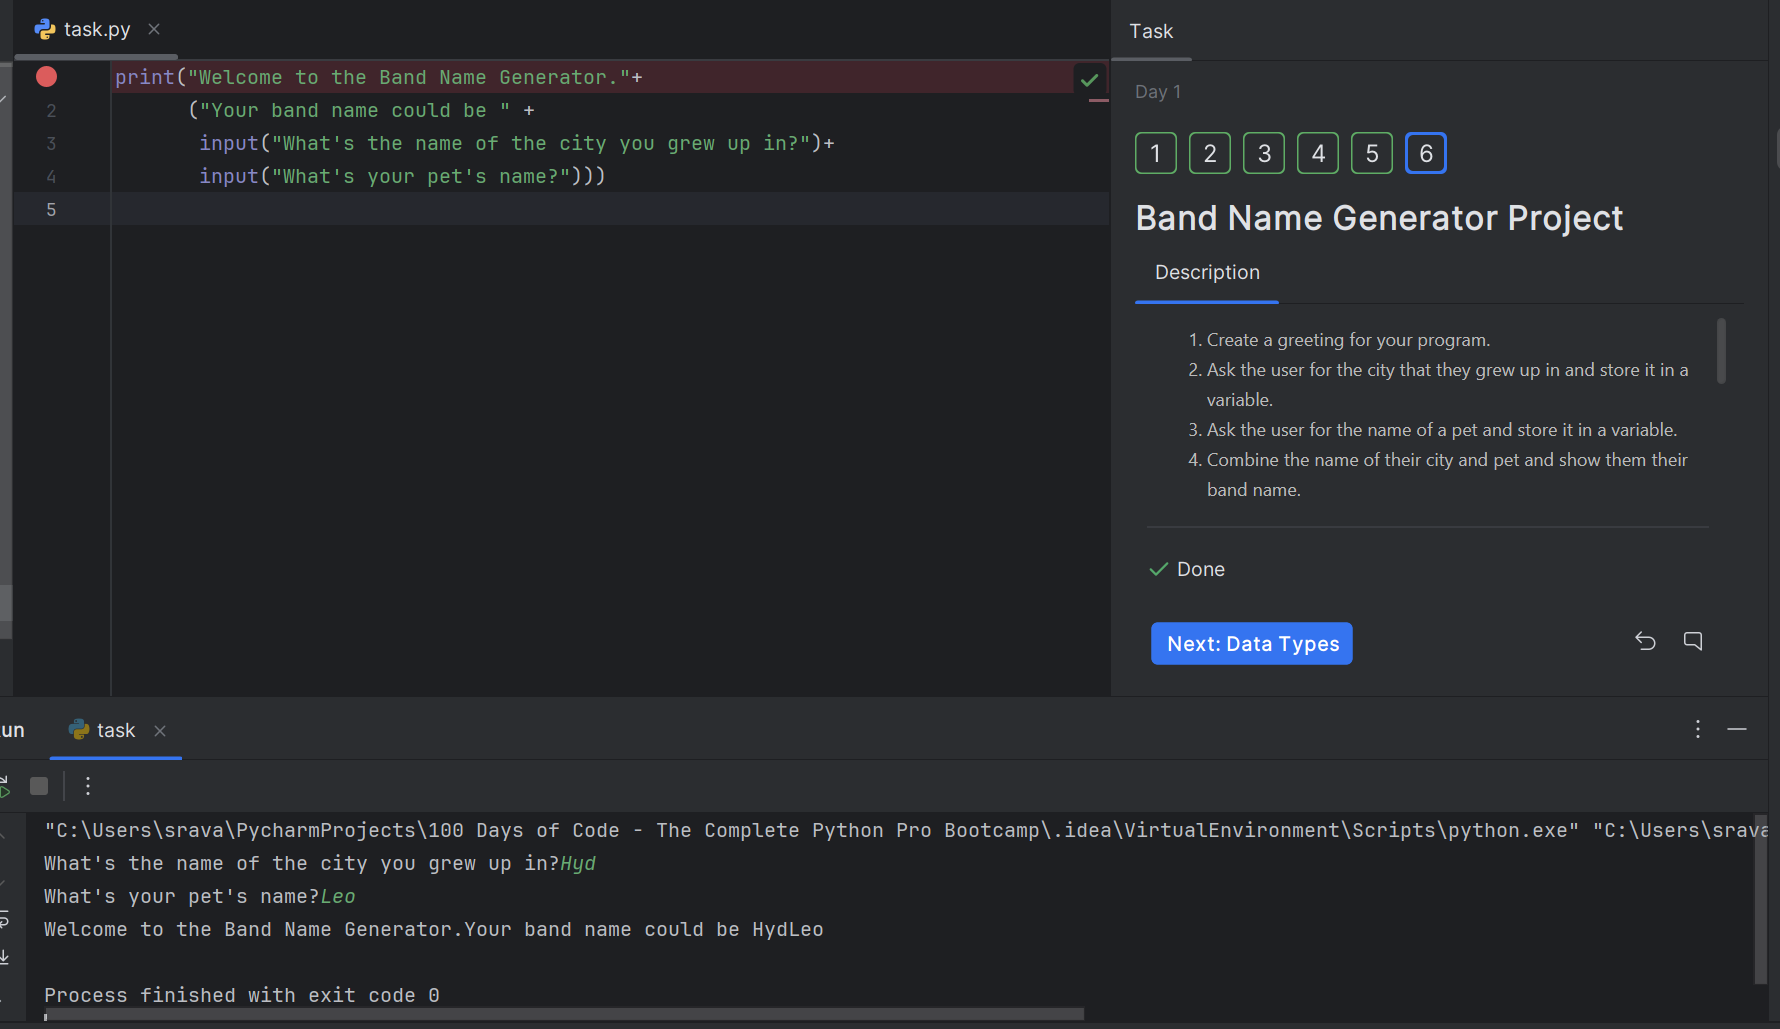 task.py
print("Welcome to the Band Name Generator."+
2 ("Your band name could be " +
3 input("What's the name of the city you grew up in?")+
4 input("What's your pet's name?")))
5
Task
Day 1
1 2 3 4 5 6
Band Name Generator Project
Description
1. Create a greeting for your program.
2. Ask the user for the city that they grew up in and store it in a
variable.
3. Ask the user for the name of a pet and store it in a variable.
4. Combine the name of their city and pet and show them their
band name.
Done
Next: Data Types
un task
"C:\Users\srava\PycharmProjects\100 Days of Code - The Complete Python Pro Bootcamp\.idea\VirtualEnvironment\Scripts\python.exe" "C:\Users\srava
What's the name of the city you grew up in?Hyd
What's your pet's name?Leo
Welcome to the Band Name Generator.Your band name could be HydLeo
Process finished with exit code 0